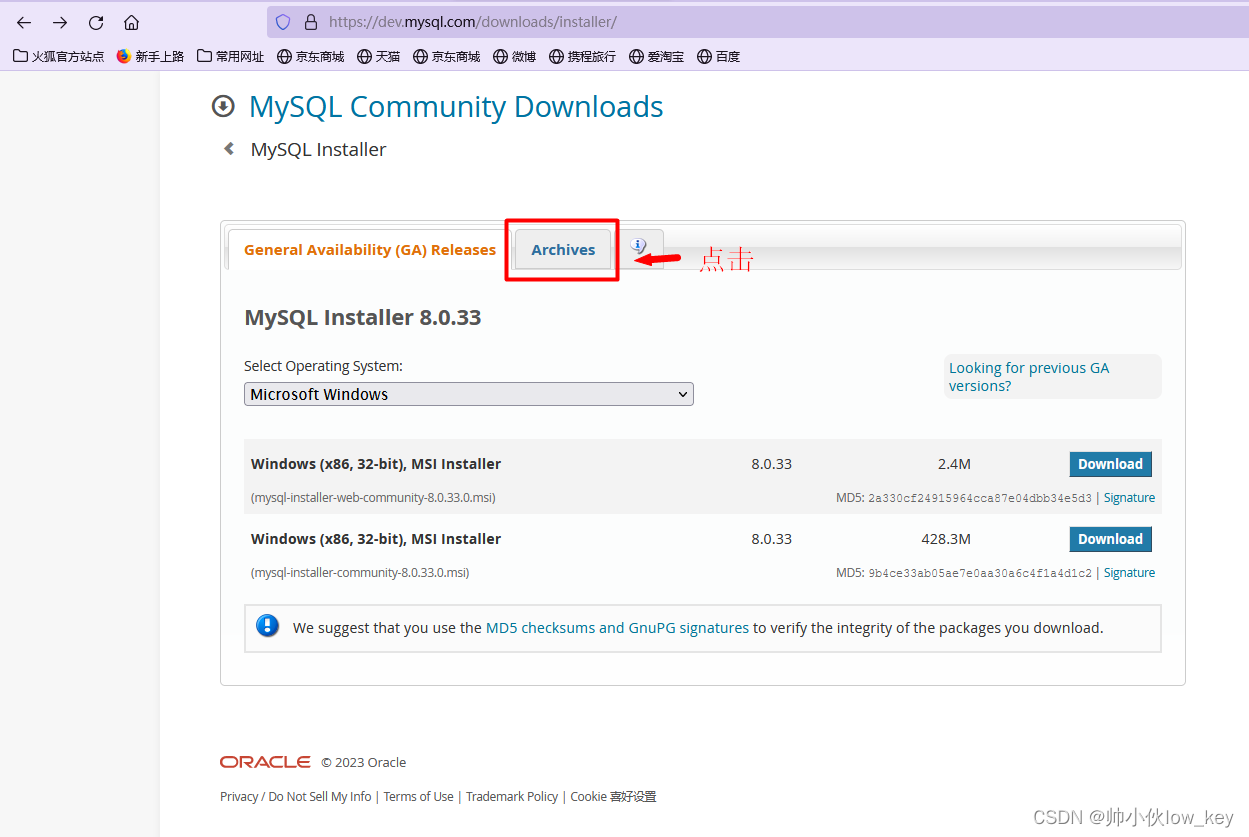 https://dev.mysql.com/downloads/installer/
火狐官方站点 新手上路 常用网址 京东商城 天猫 京东商城 微博 携程旅行 爱淘宝 百度
MySQL Community Downloads
MySQL Installer
General Availability (GA) Releases Archives 点击
MySQL Installer 8.0.33
Select Operating System:
Microsoft Windows
Looking for previous GA
versions?
Windows (x86, 32-bit), MSI Installer 8.0.33 2.4M Download
(mysql-installer-web-community-8.0.33.0.msi) MD5: 2a330cf24915964cca87e04dbb34e5d3 | Signature
Windows (x86, 32-bit), MSI Installer 8.0.33 428.3M Download
(mysql-installer-community-8.0.33.0.msi) MD5: 9b4ce33ab05ae7e0aa30a6c4f1a4d1c2 | Signature
We suggest that you use the MD5 checksums and GnuPG signatures to verify the integrity of the packages you download.
ORACLE © 2023 Oracle
Privacy / Do Not Sell My Info | Terms of Use | Trademark Policy | Cookie 喜好设置
CSDN @帅小伙low_key